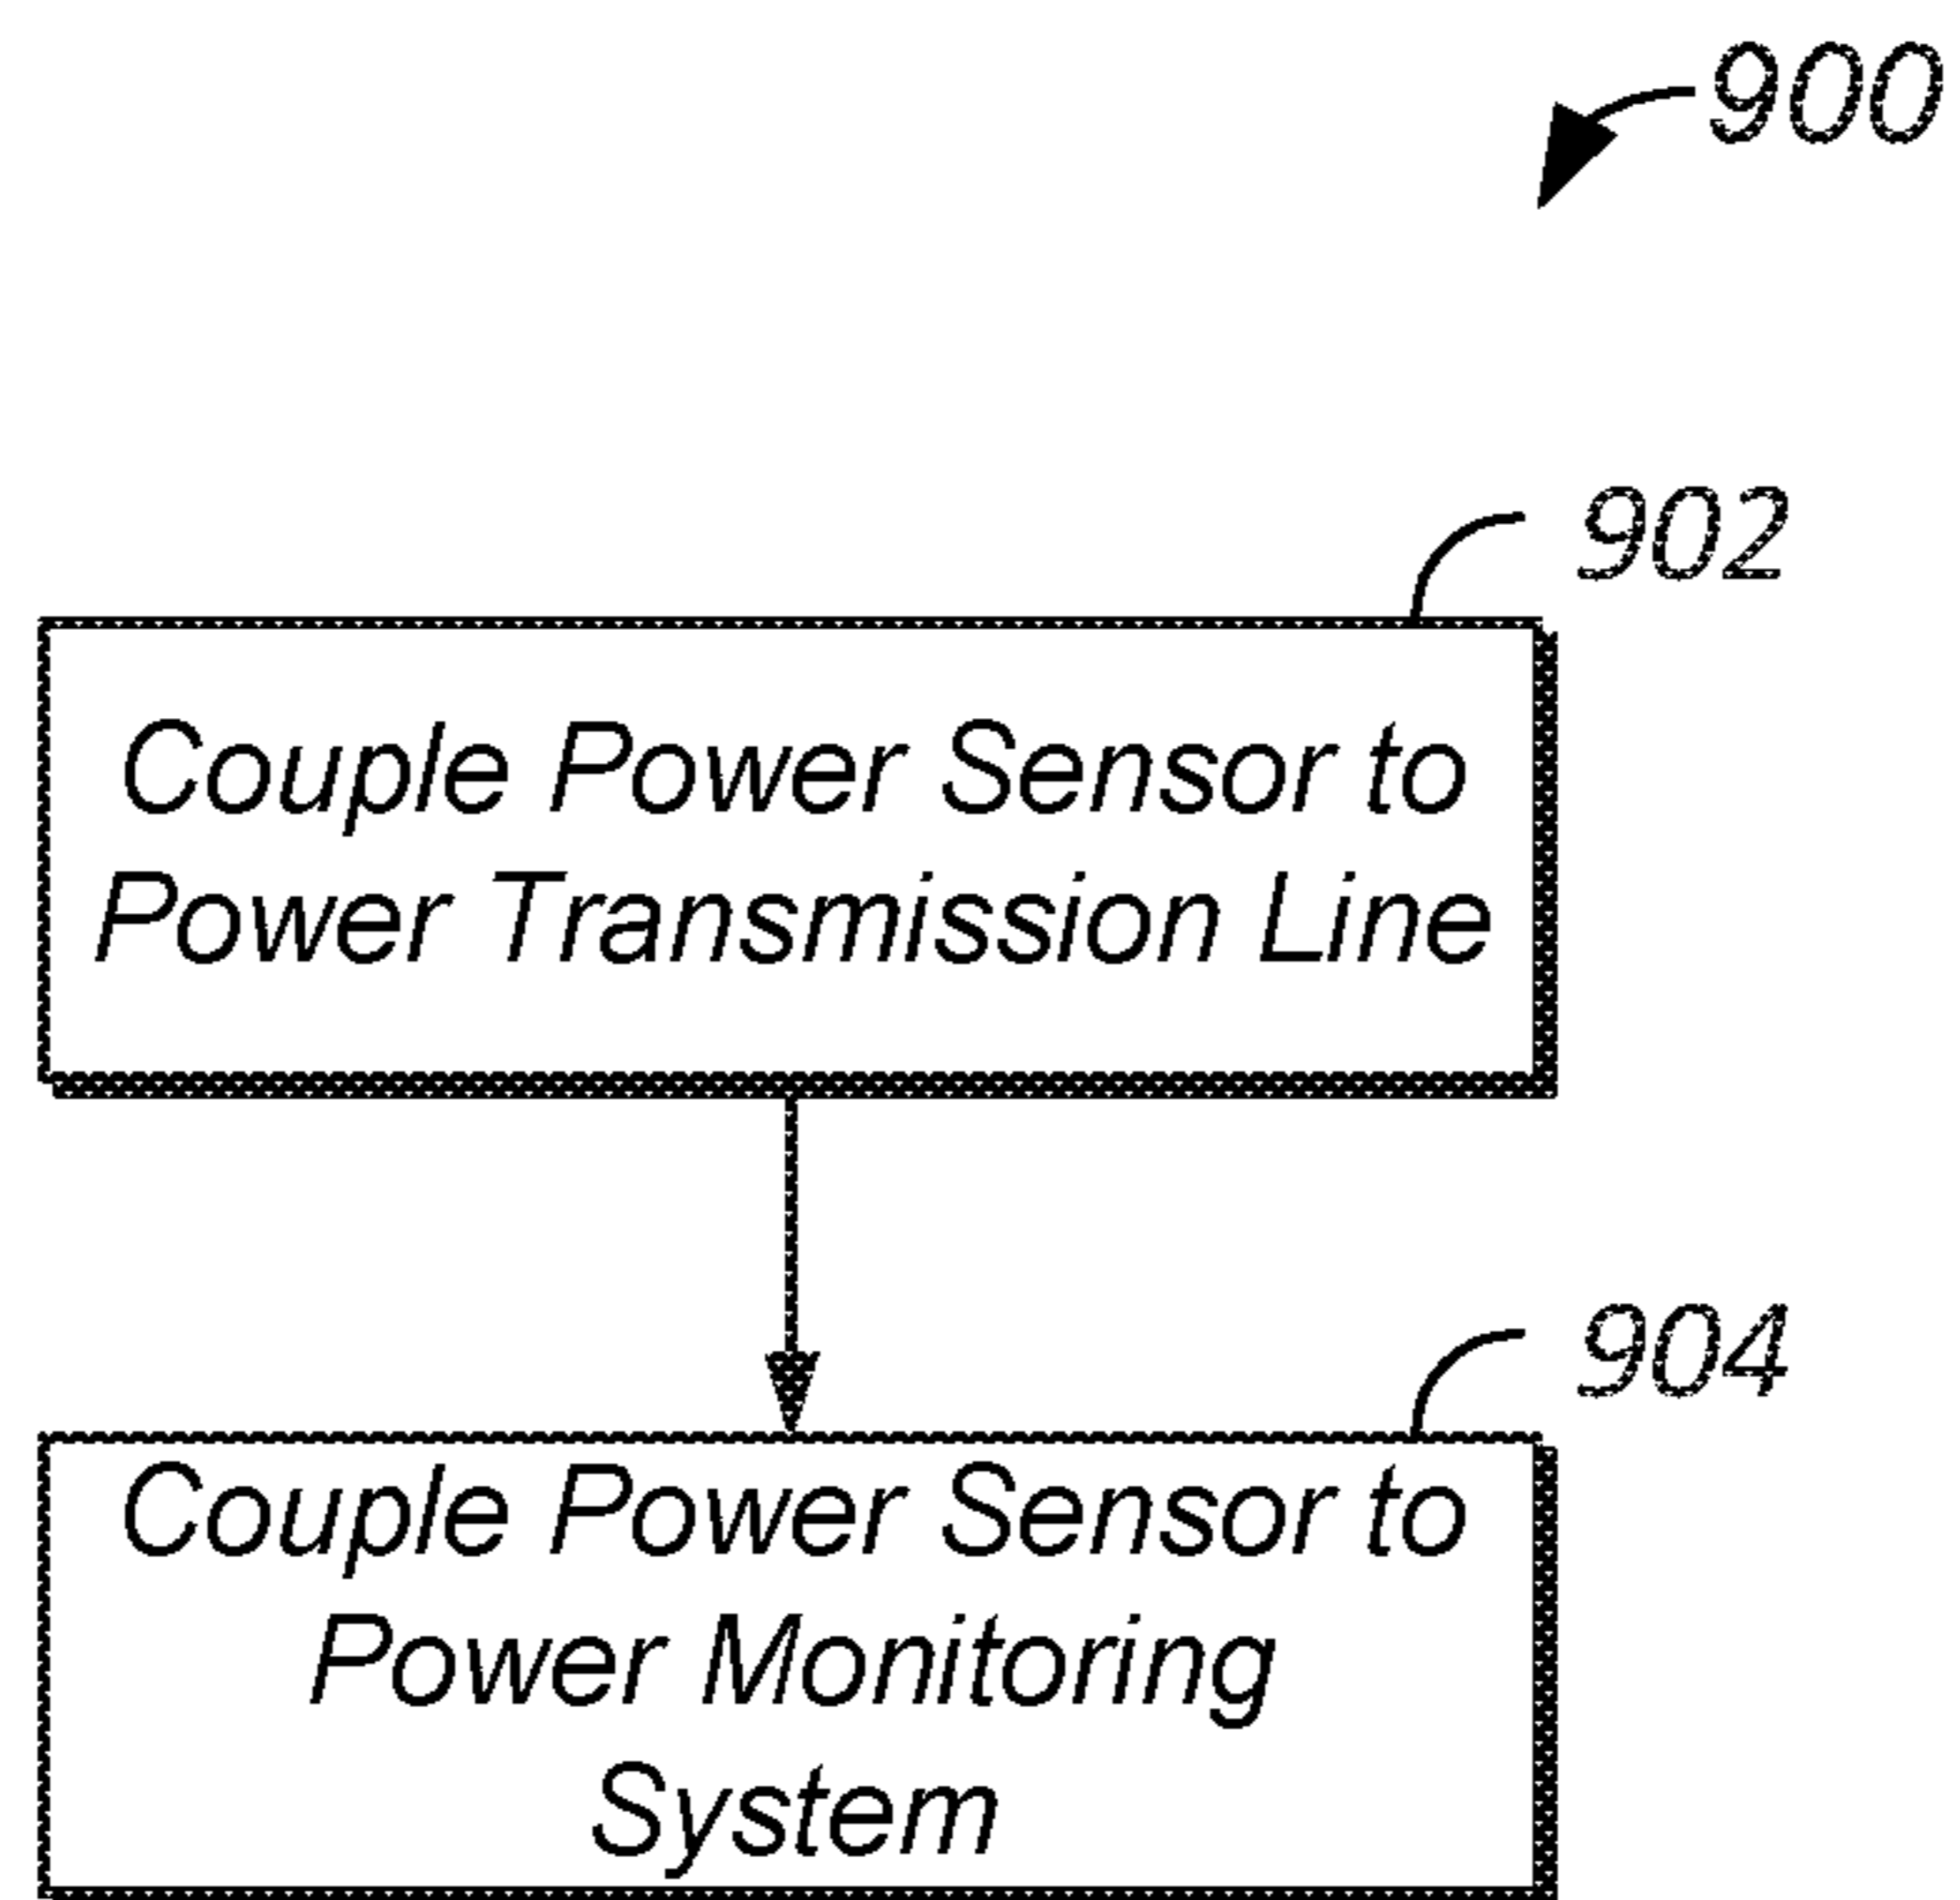 900
902
Couple Power Sensor to
Power Transmission Line
904
Couple Power Sensor to
Power Monitoring
System